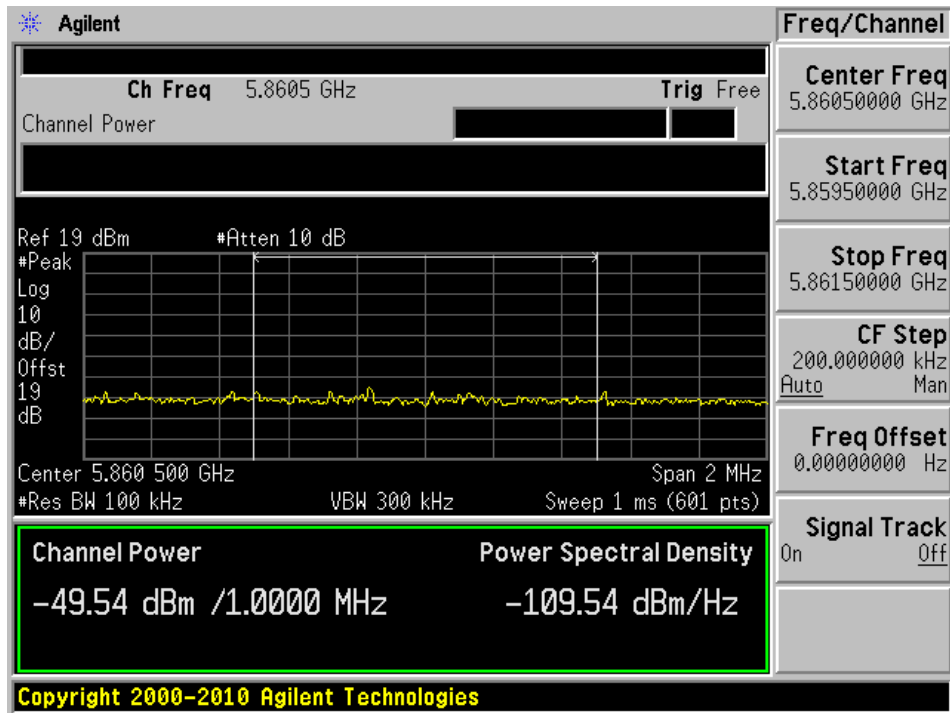 Agilent
Freq/Channel
Ch Freq 5.8605 GHz Trig Free
Channel Power
Ref 19 dBm #Atten 10 dB
#Peak
Log
10
dB/
Offst
19
dB
Center 5.860 500 GHz Span 2 MHz
#Res BW 100 kHz VBW 300 kHz Sweep 1 ms (601 pts)
Channel Power Power Spectral Density
-49.54 dBm /1.0000 MHz -109.54 dBm/Hz
Copyright 2000-2010 Agilent Technologies
Center Freq
5.86050000 GHz
Start Freq
5.85950000 GHz
Stop Freq
5.86150000 GHz
CF Step
200.000000 kHz
Auto Man
Freq Offset
0.00000000 Hz
Signal Track
On Off